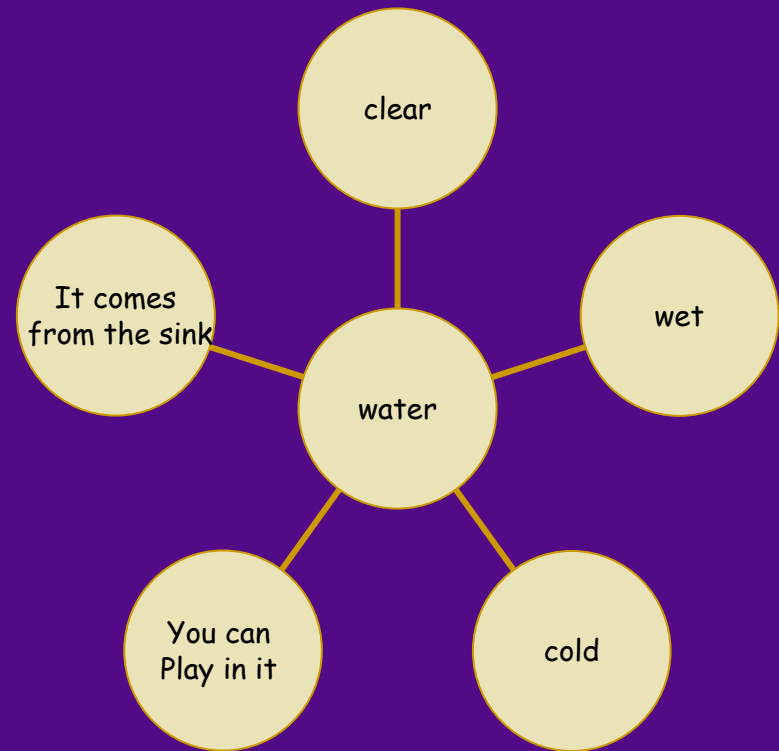 clear
It comes
from the sink
wet
water
You can
Play in it
cold